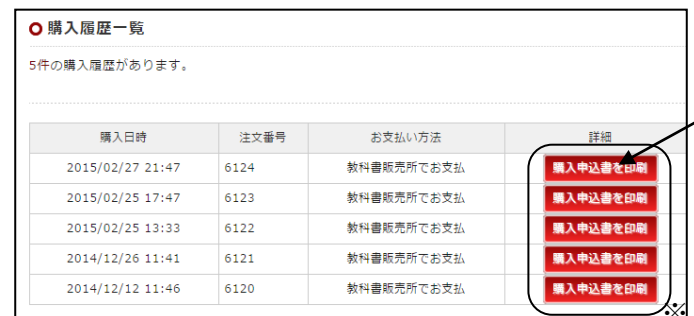 購入履歴一覧
5件の購入履歴があります。
購入日時 注文番号 お支払い方法 詳細
2015/02/27 21:47 6124 教科書販売所でお支払 購入申込書を印刷
2015/02/25 17:47 6123 教科書販売所でお支払 購入申込書を印刷
2015/02/25 13:33 6122 教科書販売所でお支払 購入申込書を印刷
2014/12/26 11:41 6121 教科書販売所でお支払 購入申込書を印刷
2014/12/12 11:46 6120 教科書販売所でお支払 購入申込書を印刷
※